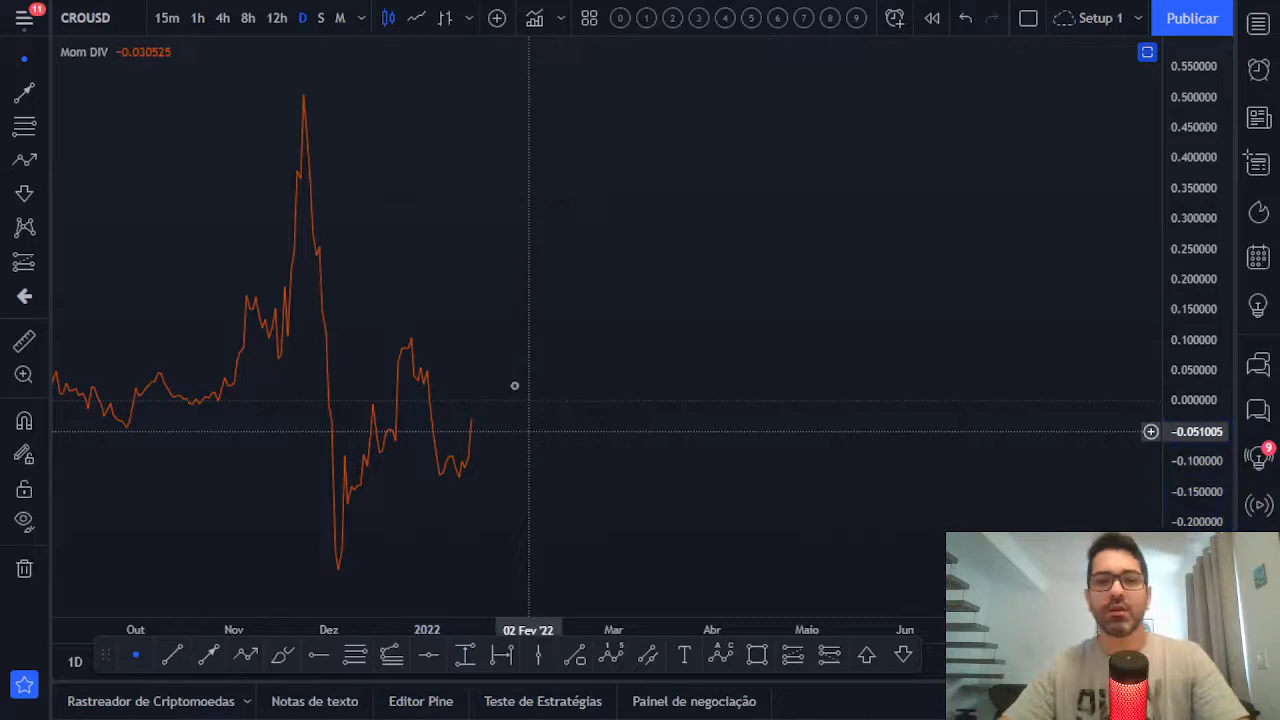 11
CROUSD
15m 1h 4h 8h 12h D S M
0 1 2 3 4 5 6 7 8 9
Setup 1
Publicar
Mom DIV -0.030525
0.550000
0.500000
0.450000
0.400000
0.350000
0.300000
0.250000
0.200000
0.150000
0.100000
0.050000
0.000000
-0.051005
-0.100000
-0.150000
-0.200000
9
Out Nov Dez 2022 02 Fev '22 Mar Abr Maio Jun
1D
T
Rastreador de Criptomoedas Notas de texto Editor Pine Teste de Estratégias Painel de negociação